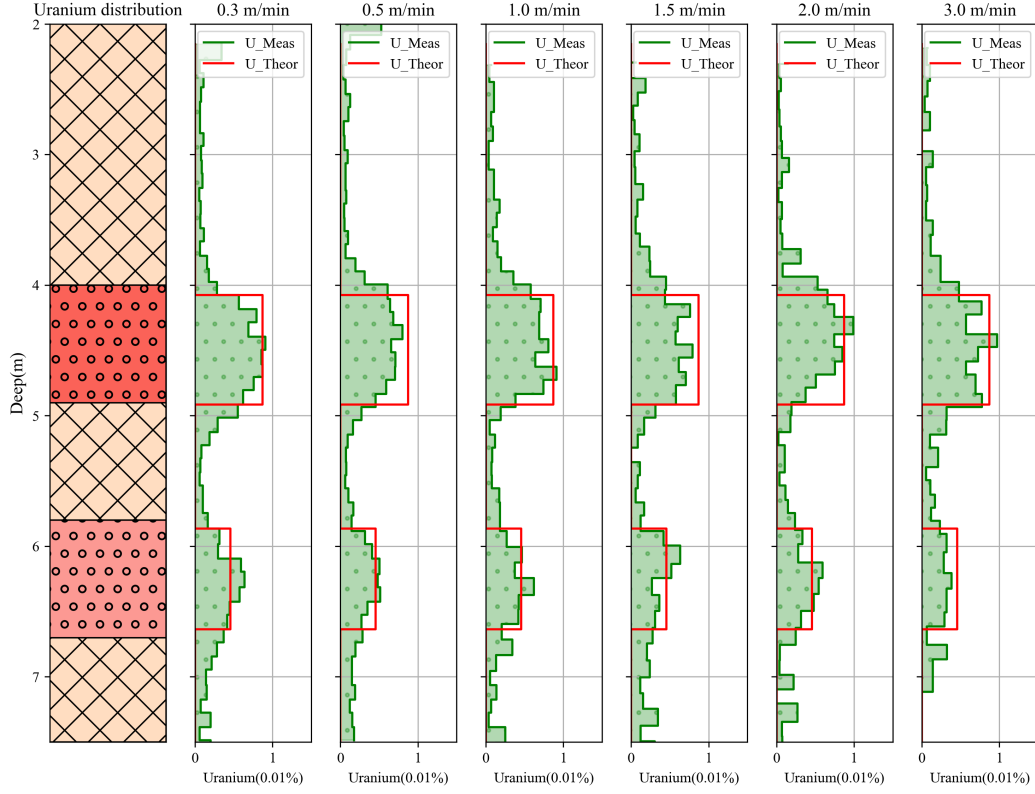 Uranium distribution
0.3 m/min
0.5 m/min
1.0 m/min
1.5 m/min
2.0 m/min
3.0 m/min
U_Meas
U_Theor
U_Meas
U_Theor
U_Meas
U_Theor
U_Meas
U_Theor
U_Meas
U_Theor
U_Meas
U_Theor
Deep(m)
2
3
4
5
6
7
0 1
0 1
0 1
0 1
0 1
0 1
Uranium(0.01%)
Uranium(0.01%)
Uranium(0.01%)
Uranium(0.01%)
Uranium(0.01%)
Uranium(0.01%)